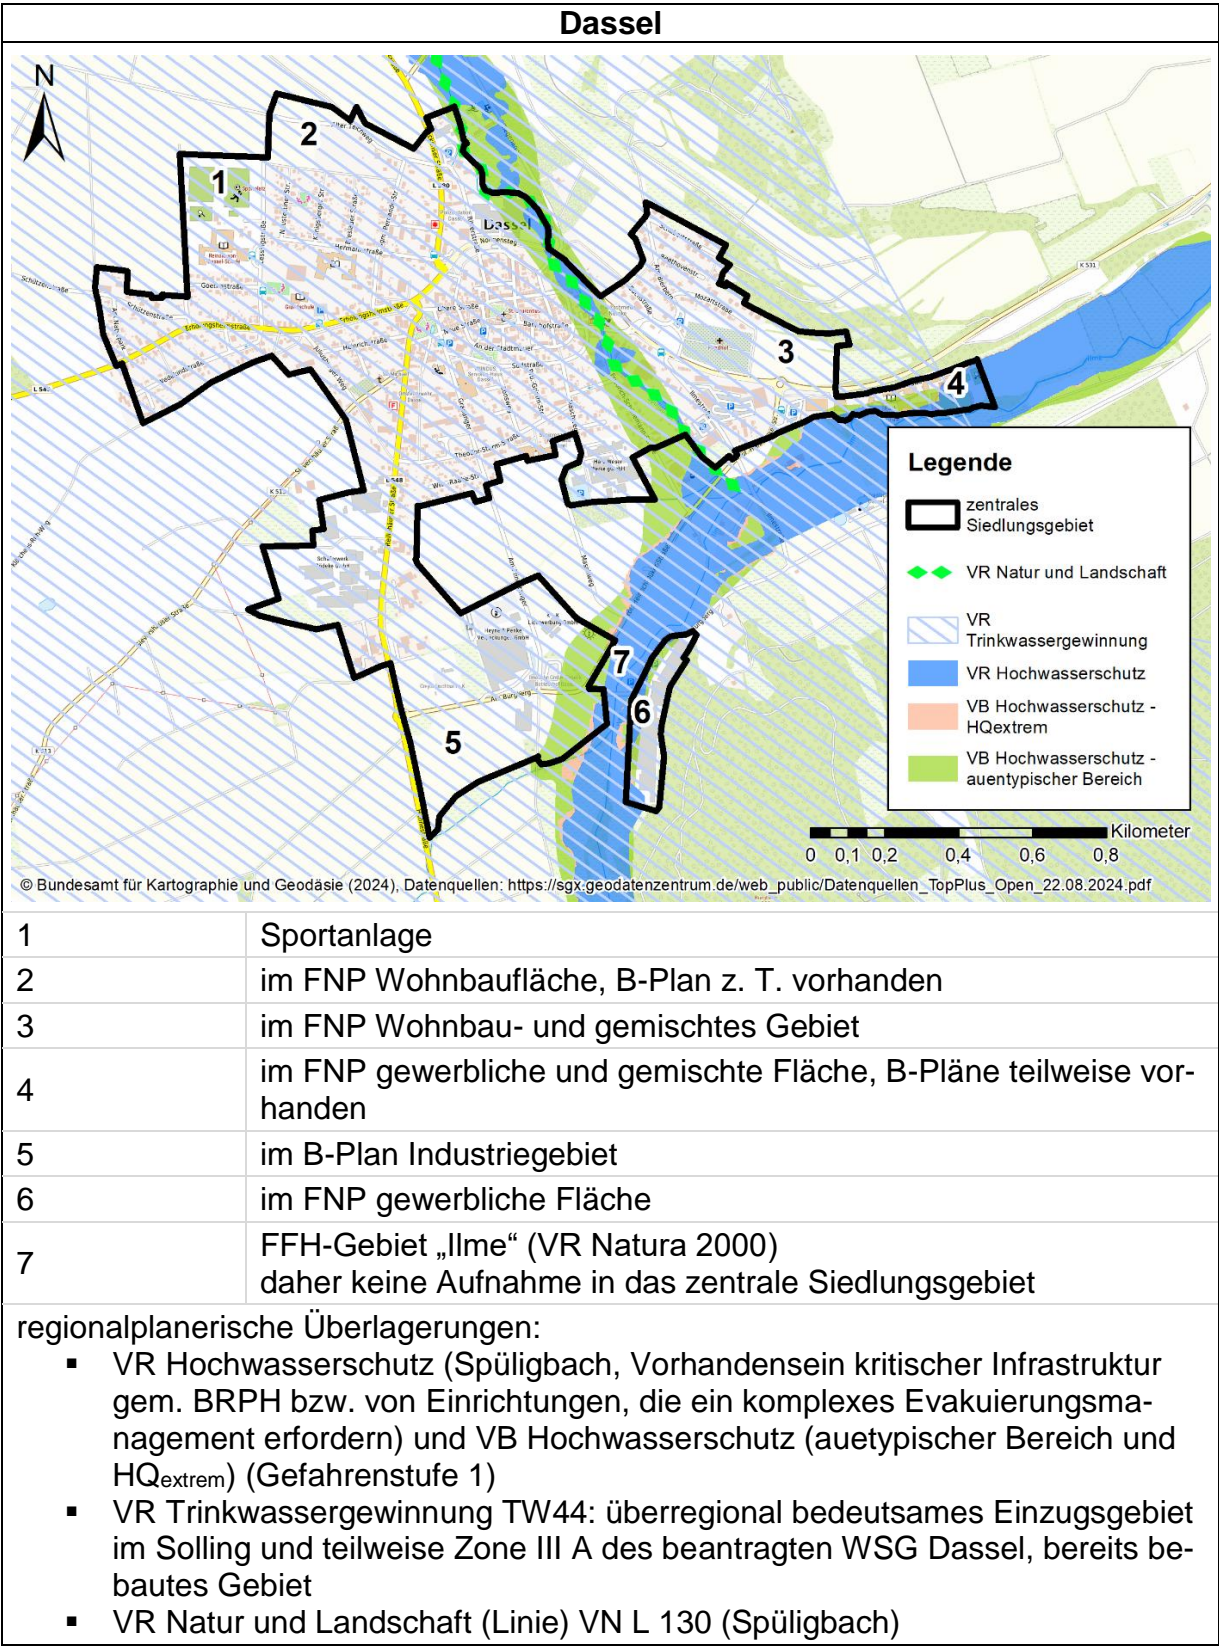 Dassel
N
2
1
Dassel
3
4
K 531
Legende
zentrales
Siedlungsgebiet
VR Natur und Landschaft
VR
Trinkwassergewinnung
VR Hochwasserschutz
VB Hochwasserschutz -
HQextrem
VB Hochwasserschutz -
auentypischer Bereich
7
6
5
Kilometer
0 0,1 0,2 0,4 0,6 0,8
© Bundesamt für Kartographie und Geodäsie (2024), Datenquellen: https://sgx.geodatenzentrum.de/web_public/Datenquellen_TopPlus_Open_22.08.2024.pdf
1 Sportanlage
2 im FNP Wohnbaufläche, B-Plan z. T. vorhanden
3 im FNP Wohnbau- und gemischtes Gebiet
4 im FNP gewerbliche und gemischte Fläche, B-Pläne teilweise vor-
handen
5 im B-Plan Industriegebiet
6 im FNP gewerbliche Fläche
7 FFH-Gebiet „Ilme“ (VR Natura 2000)
daher keine Aufnahme in das zentrale Siedlungsgebiet
regionalplanerische Überlagerungen:
▪ VR Hochwasserschutz (Spüligbach, Vorhandensein kritischer Infrastruktur
gem. BRPH bzw. von Einrichtungen, die ein komplexes Evakuierungsma-
nagement erfordern) und VB Hochwasserschutz (auetypischer Bereich und
HQextrem) (Gefahrenstufe 1)
▪ VR Trinkwassergewinnung TW44: überregional bedeutsames Einzugsgebiet
im Solling und teilweise Zone III A des beantragten WSG Dassel, bereits be-
bautes Gebiet
▪ VR Natur und Landschaft (Linie) VN L 130 (Spüligbach)